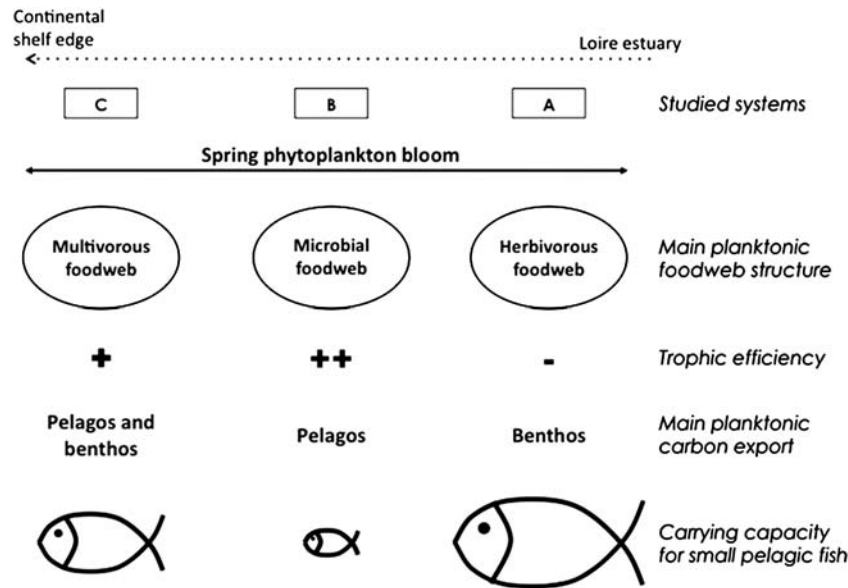 Continental
shelf edge
Loire estuary
C
B
A
Studied systems
Spring phytoplankton bloom
Multivorous
foodweb
Microbial
foodweb
Herbivorous
foodweb
Main planktonic
foodweb structure
+
++
-
Trophic efficiency
Pelagos and
benthos
Pelagos
Benthos
Main planktonic
carbon export
Carrying capacity
for small pelagic fish